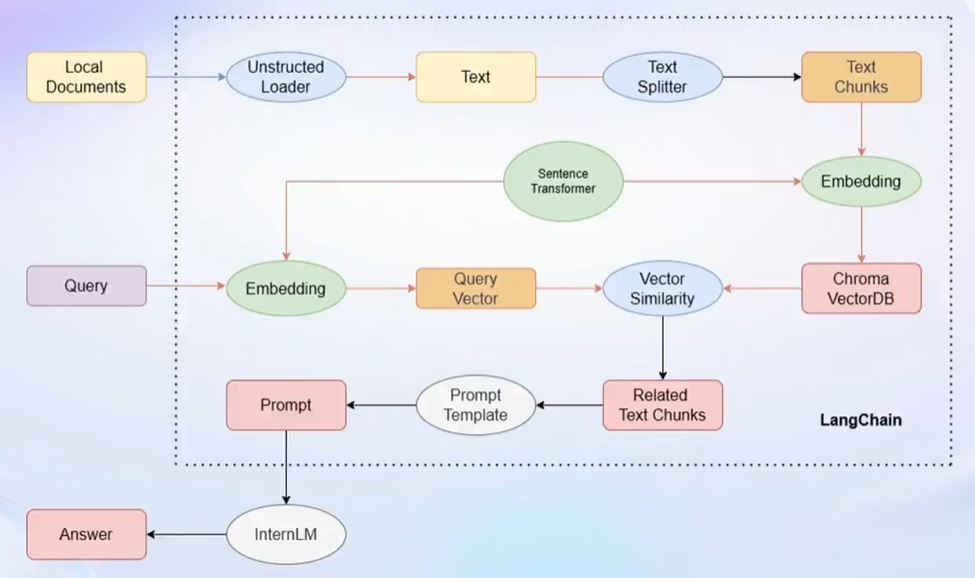 Local
Documents
Unstructed
Loader
Text
Text
Splitter
Text
Chunks
Sentence
Transformer
Embedding
Query
Embedding
Query
Vector
Vector
Similarity
Chroma
VectorDB
Prompt
Prompt
Template
Related
Text Chunks
LangChain
Answer
InternLM